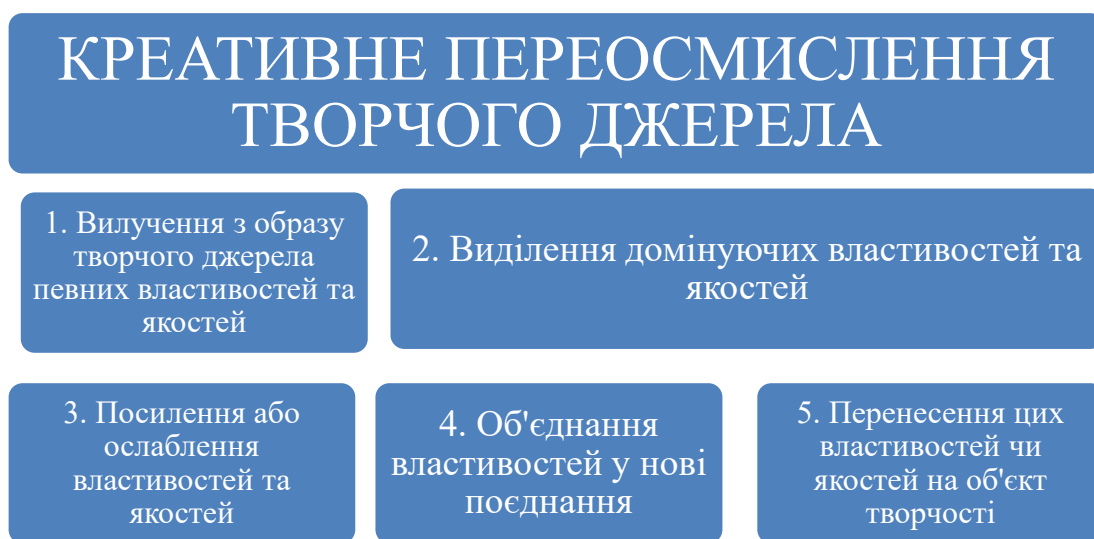 КРЕАТИВНЕ ПЕРЕОСМИСЛЕННЯ
ТВОРЧОГО ДЖЕРЕЛА
1. Вилучення з образу
творчого джерела
певних властивостей та
якостей
2. Виділення домінуючих властивостей та
якостей
3. Посилення або
ослаблення
властивостей та
якостей
4. Об'єднання
властивостей у нові
поєднання
5. Перенесення цих
властивостей чи
якостей на об'єкт
творчості